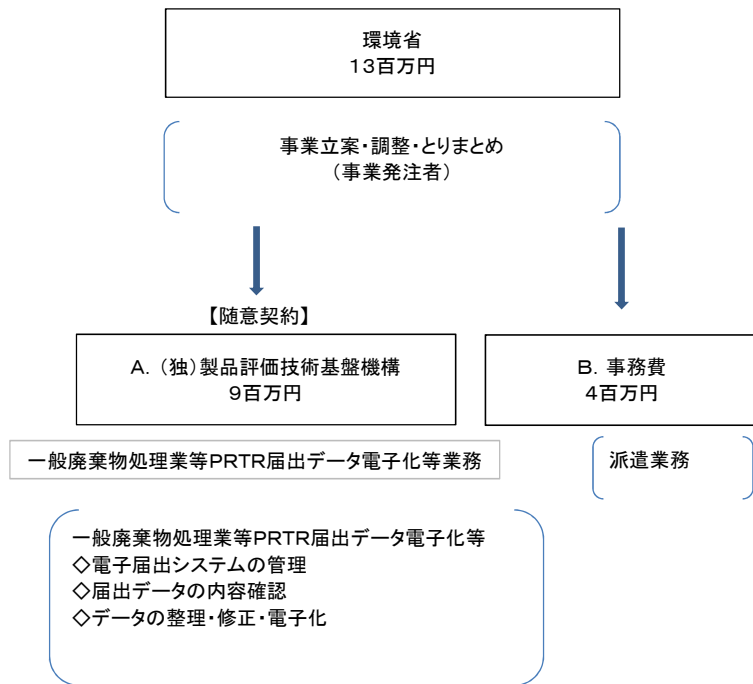 環境省
13百万円
事業立案・調整・とりまとめ
（事業発注者）
【随意契約】
A．（独）製品評価技術基盤機構
9百万円
B．事務費
4百万円
一般廃棄物処理業等PRTR届出データ電子化等業務
派遣業務
一般廃棄物処理業等PRTR届出データ電子化等
◇電子届出システムの管理
◇届出データの内容確認
◇データの整理・修正・電子化